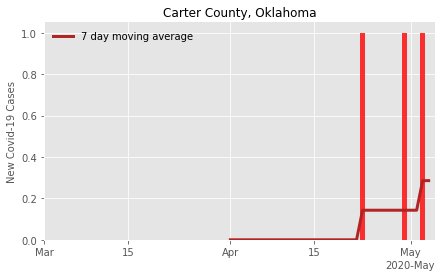 Carter County, Oklahoma
7 day moving average
New Covid-19 Cases
1.0
0.8
0.6
0.4
0.2
0.0
Mar 15 Apr 15 May
2020-May